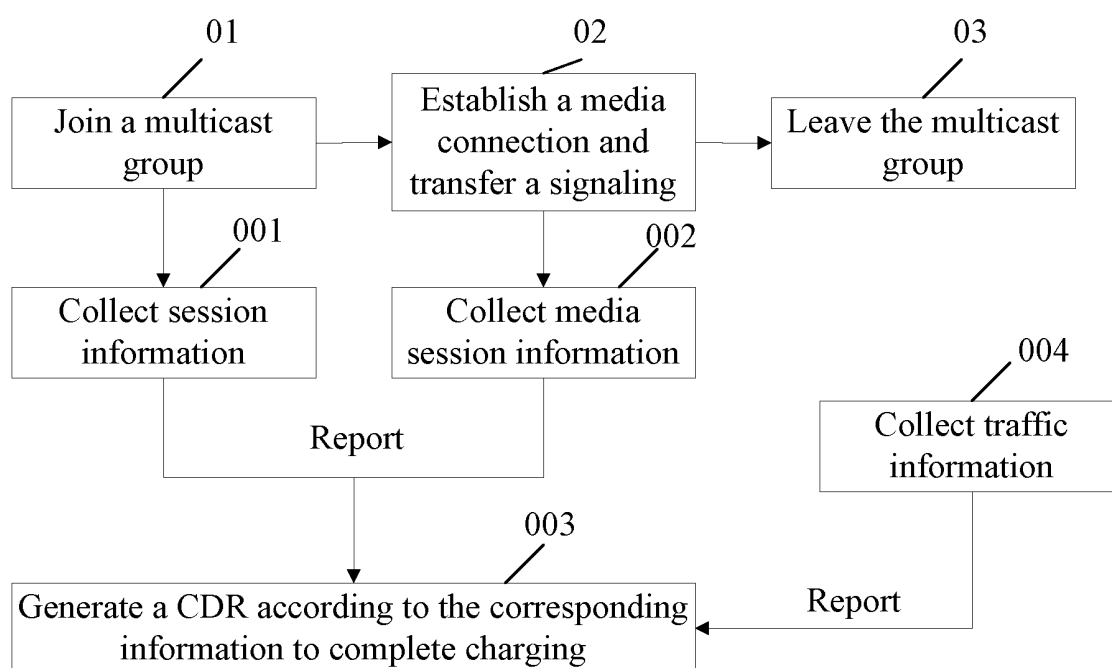 01
02
03
Join a multicast
group
Establish a media
connection and
transfer a signaling
Leave the multicast
group
001
002
Collect session
information
Collect media
session information
004
Collect traffic
information
Report
003
Generate a CDR according to the corresponding
information to complete charging
Report